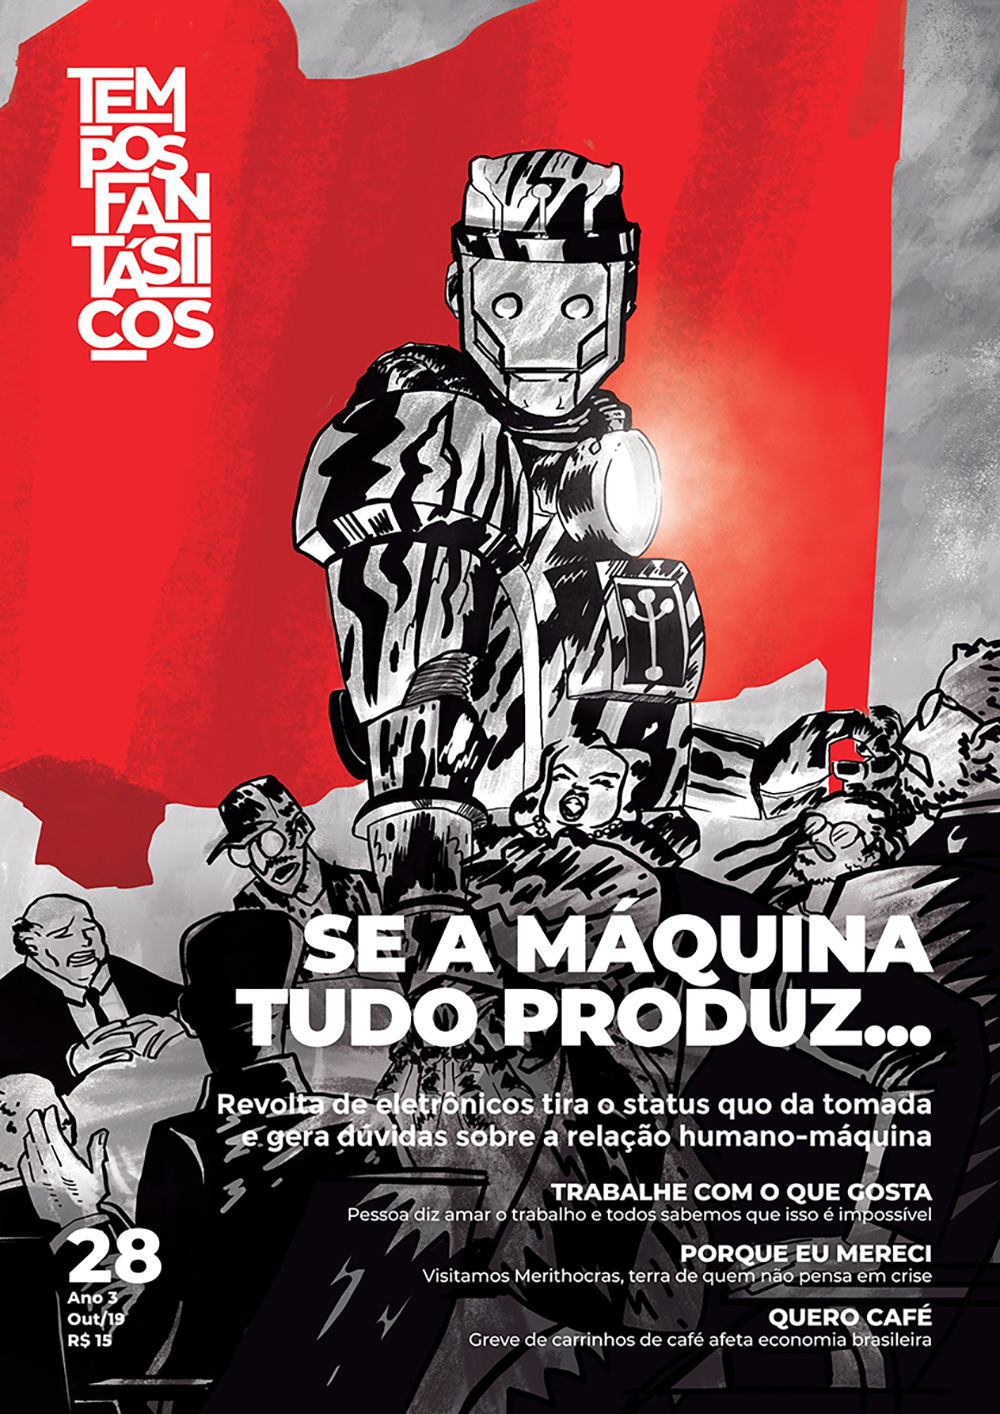 TEM
POS
FAN
TÁSTI
COS
SE A MÁQUINA
TUDO PRODUZ...
Revolta de eletrônicos tira o status quo da tomada
e gera dúvidas sobre a relação humano-máquina
TRABALHE COM O QUE GOSTA
Pessoa diz amar o trabalho e todos sabemos que isso é impossível
PORQUE EU MERECI
Visitamos Merithocras, terra de quem não pensa em crise
QUERO CAFÉ
Greve de carrinhos de café afeta economia brasileira
28
Ano 3
Out/19
R$ 15